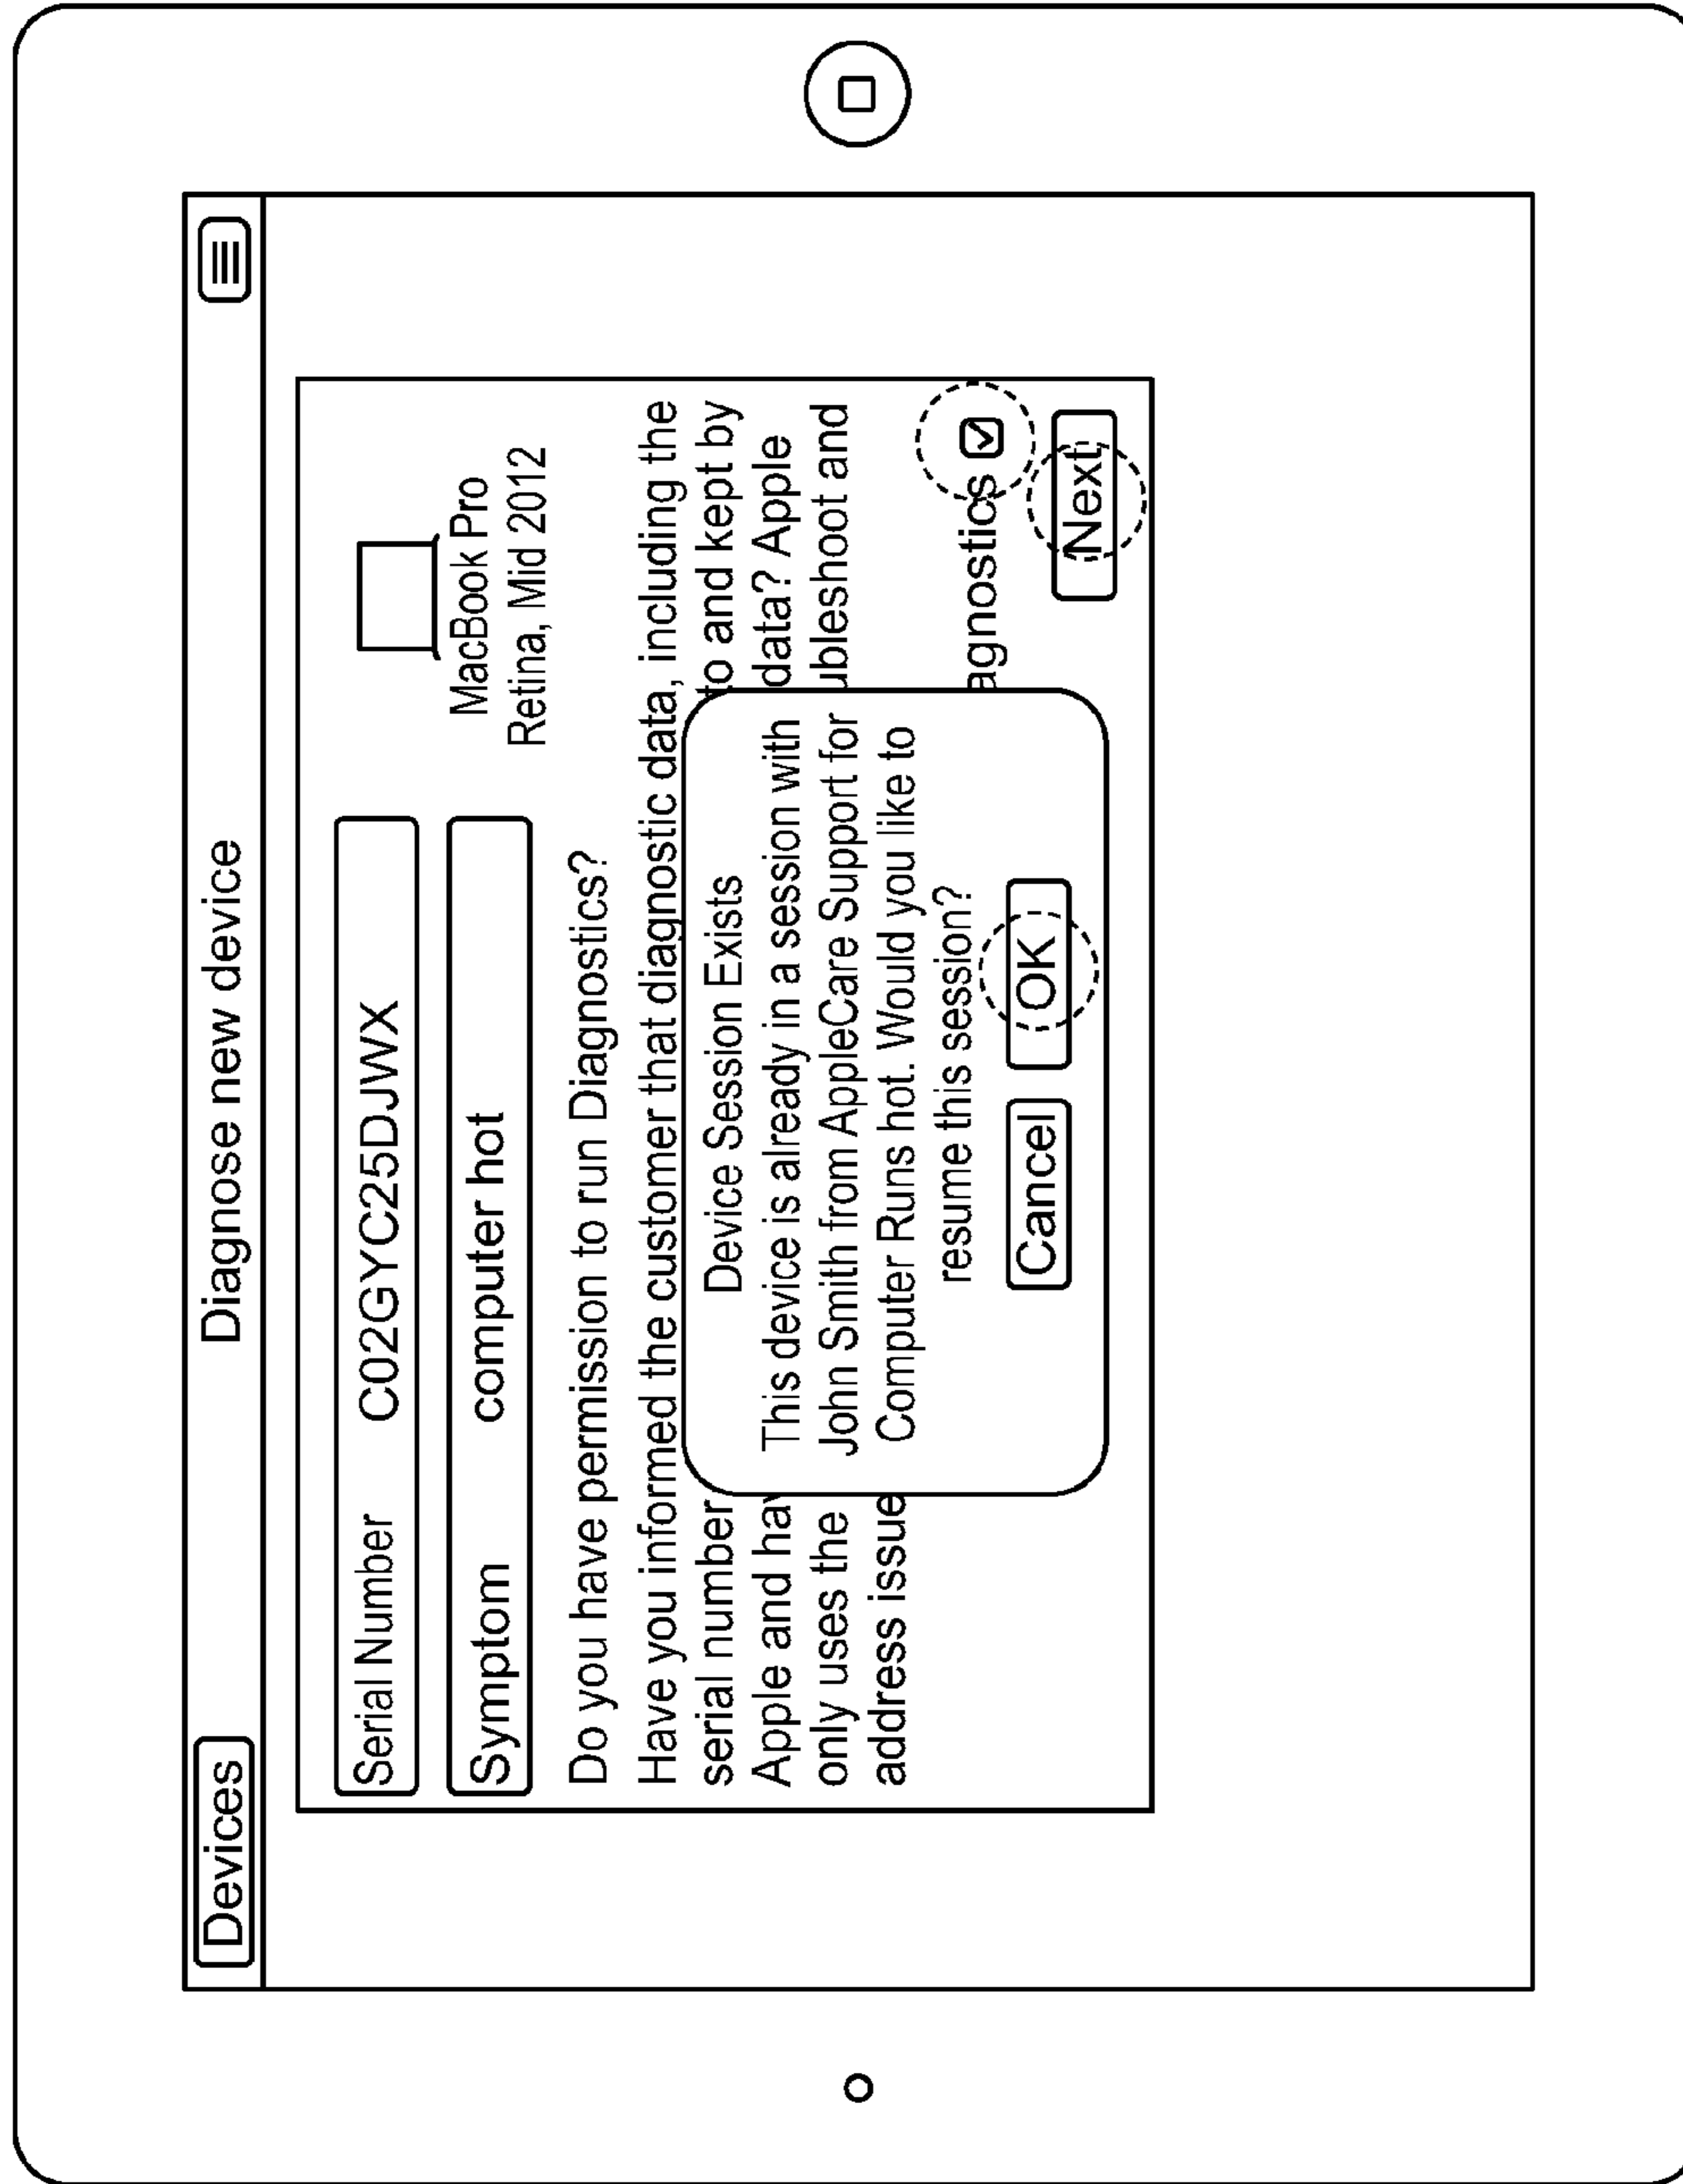 Devices
Diagnose new device
Serial Number C02GYC25DJWX
Symptom computer hot
MacBook Pro
Retina, Mid 2012
Do you have permission to run Diagnostics?
Have you informed the customer that diagnostic data, including the
serial number to and kept by
Apple and data? Apple
only uses the
address issue
agnostics
Next
Device Session Exists
This device is already in a session with
John Smith from AppleCare Support for
Computer Runs hot. Would you like to
resume this session?
Cancel OK